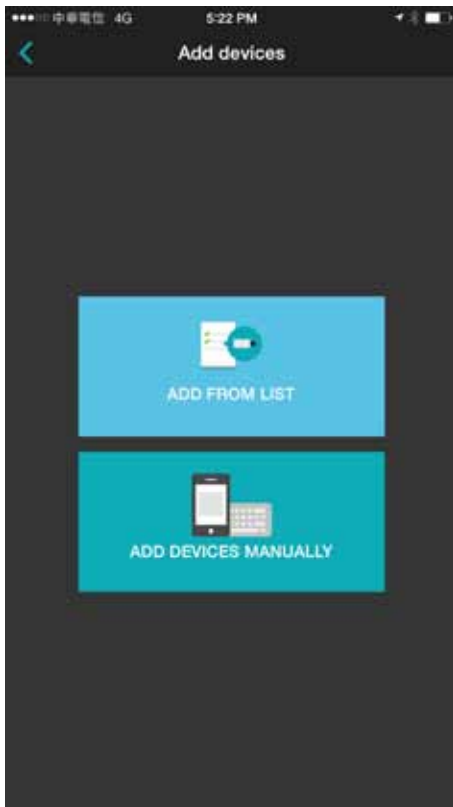 中華電信 4G 5:22 PM
Add devices
ADD FROM LIST
ADD DEVICES MANUALLY